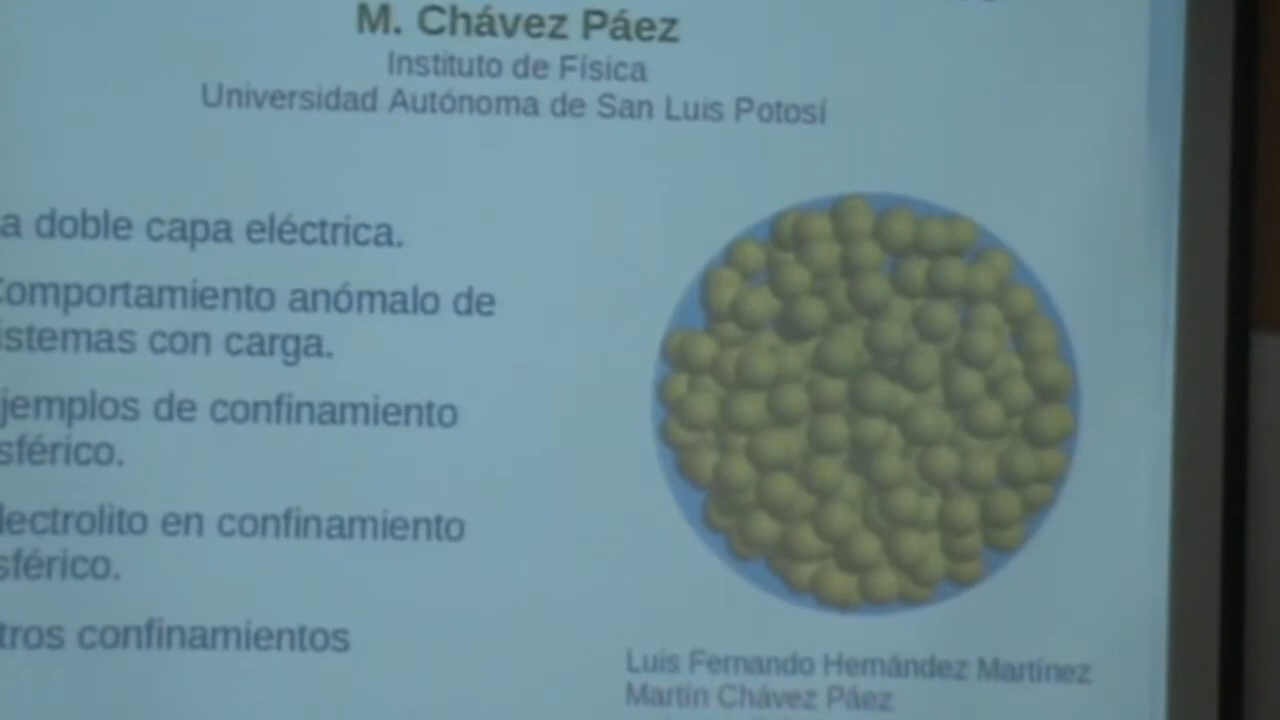 M. Chávez Páez
Instituto de Física
Universidad Autónoma de San Luis Potosí
a doble capa eléctrica.
Comportamiento anómalo de
istemas con carga.
jemplos de confinamiento
sférico.
lectrolito en confinamiento
sférico.
tros confinamientos
Luis Fernando Hernández Martínez
Martín Chávez Páez